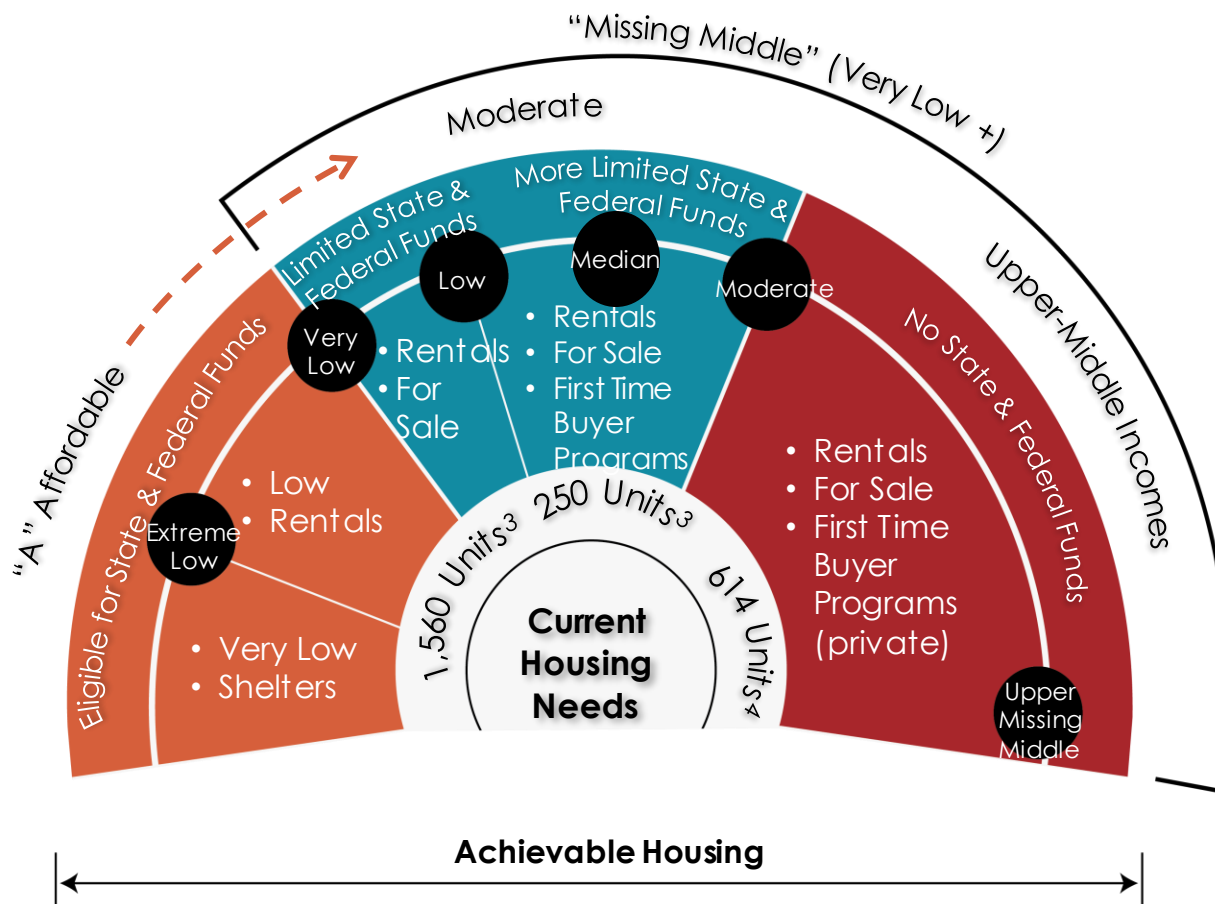 “Missing Middle” (Very Low +)
Moderate
“A” Affordable
Upper-Middle Incomes
Eligible for State & Federal Funds
Limited State &
Federal Funds
More Limited State &
Federal Funds
No State & Federal Funds
Extreme
Low
Very
Low
Low
Median
Moderate
Upper
Missing
Middle
• Very Low
• Shelters
• Low
• Rentals
• Rentals
• For
Sale
• Rentals
• For Sale
• First Time
Buyer
Programs
• Rentals
• For Sale
• First Time
Buyer
Programs
(private)
1,560 Units³
250 Units³
614 Units⁴
Current
Housing
Needs
Achievable Housing